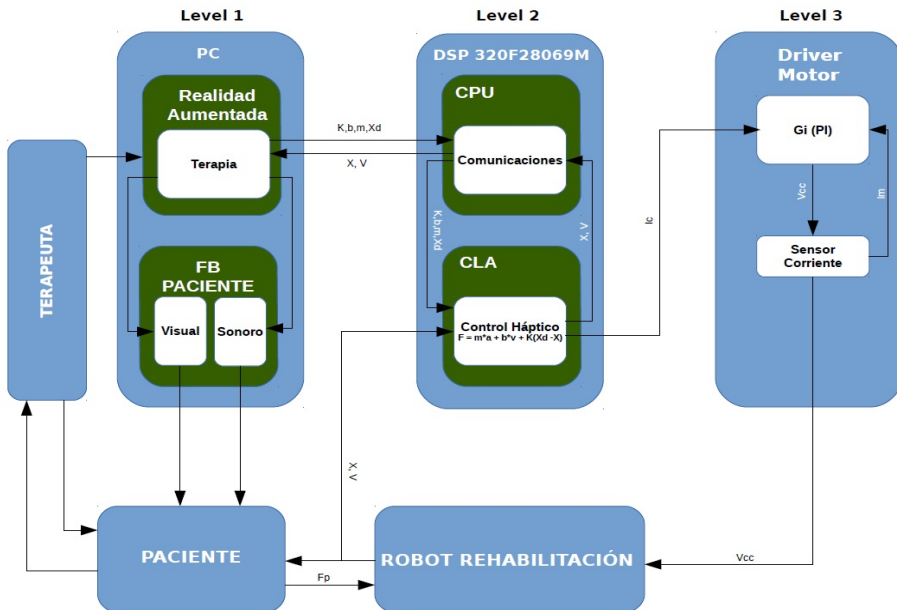 Level 1
Level 2
Level 3
PC
DSP 320F28069M
Driver
Motor
Realidad
Aumentada
Terapia
CPU
Comunicaciones
Gi (PI)
K,b,m,Xd
X, V
K,b,m,Xd
X, V
Ic
Vcc
Im
TERAPEUTA
FB
PACIENTE
Visual
Sonoro
CLA
Control Háptico
F = m*a + b*v + K(Xd -X)
Sensor
Corriente
X, V
PACIENTE
Fp
ROBOT REHABILITACIÓN
Vcc